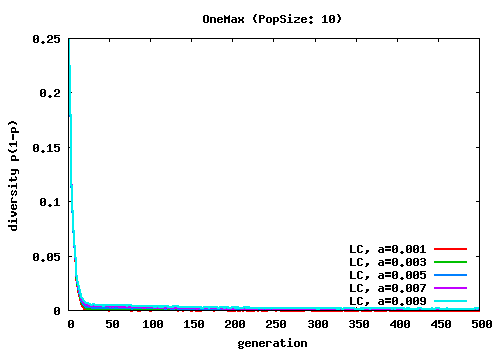 OneMax (PopSize: 10)
0.25
0.2
0.15
0.1
0.05
0
diversity p(1-p)
LC, a=0.001
LC, a=0.003
LC, a=0.005
LC, a=0.007
LC, a=0.009
0 50 100 150 200 250 300 350 400 450 500
generation